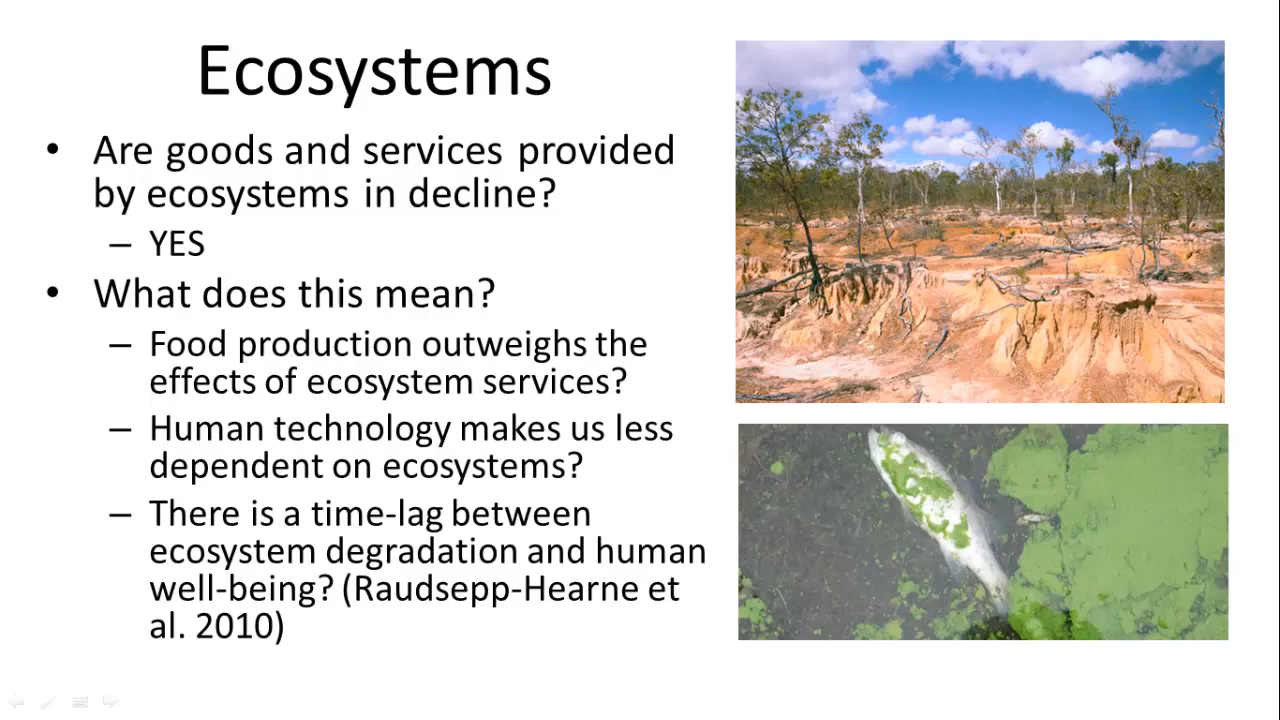 Ecosystems
• Are goods and services provided
by ecosystems in decline?
– YES
• What does this mean?
– Food production outweighs the
effects of ecosystem services?
– Human technology makes us less
dependent on ecosystems?
– There is a time-lag between
ecosystem degradation and human
well-being? (Raudsepp-Hearne et
al. 2010)